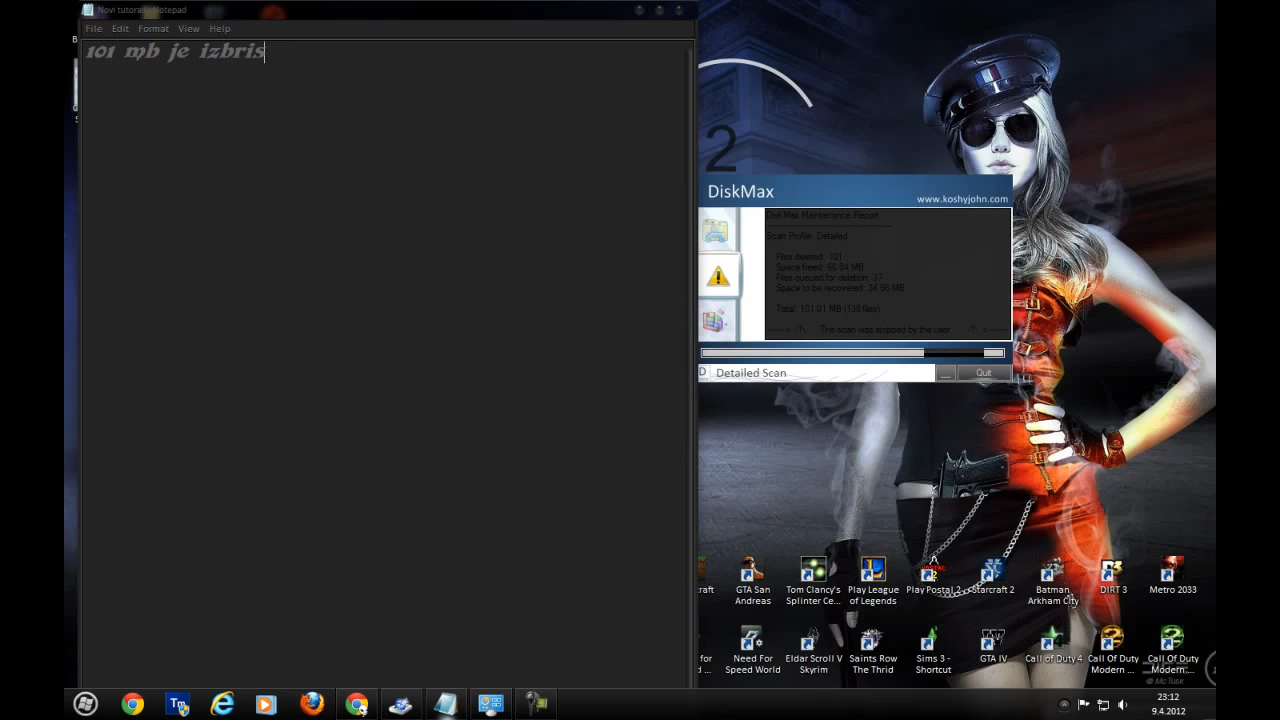 Novi tutorial - Notepad
File Edit Format View Help
101 mb je izbris
2
DiskMax
www.koshyjohn.com
DiskMax Maintenance Report
Scan Profile: Detailed
Files deleted: 101
Space freed: 66.04 MB
Files queued for deletion: 37
Space to be recovered: 34.96 MB
Total: 101.01 MB (138 files)
-----> /!\ The scan was stopped by the user /!\ <-----
D Detailed Scan
_ Quit
raft
GTA San
Andreas
Tom Clancy's
Splinter Ce...
Play League
of Legends
Play Postal 2
Starcraft 2
Batman
Arkham City
DIRT 3
Metro 2033
for
d ...
Need For
Speed World
Eldar Scroll V
Skyrim
Saints Row
The Thrid
Sims 3 -
Shortcut
GTA IV
Call of Duty 4
Call Of Duty
Modern ...
Call Of Duty
Modern...
@ McTusk
Tm
23:12
9.4.2012